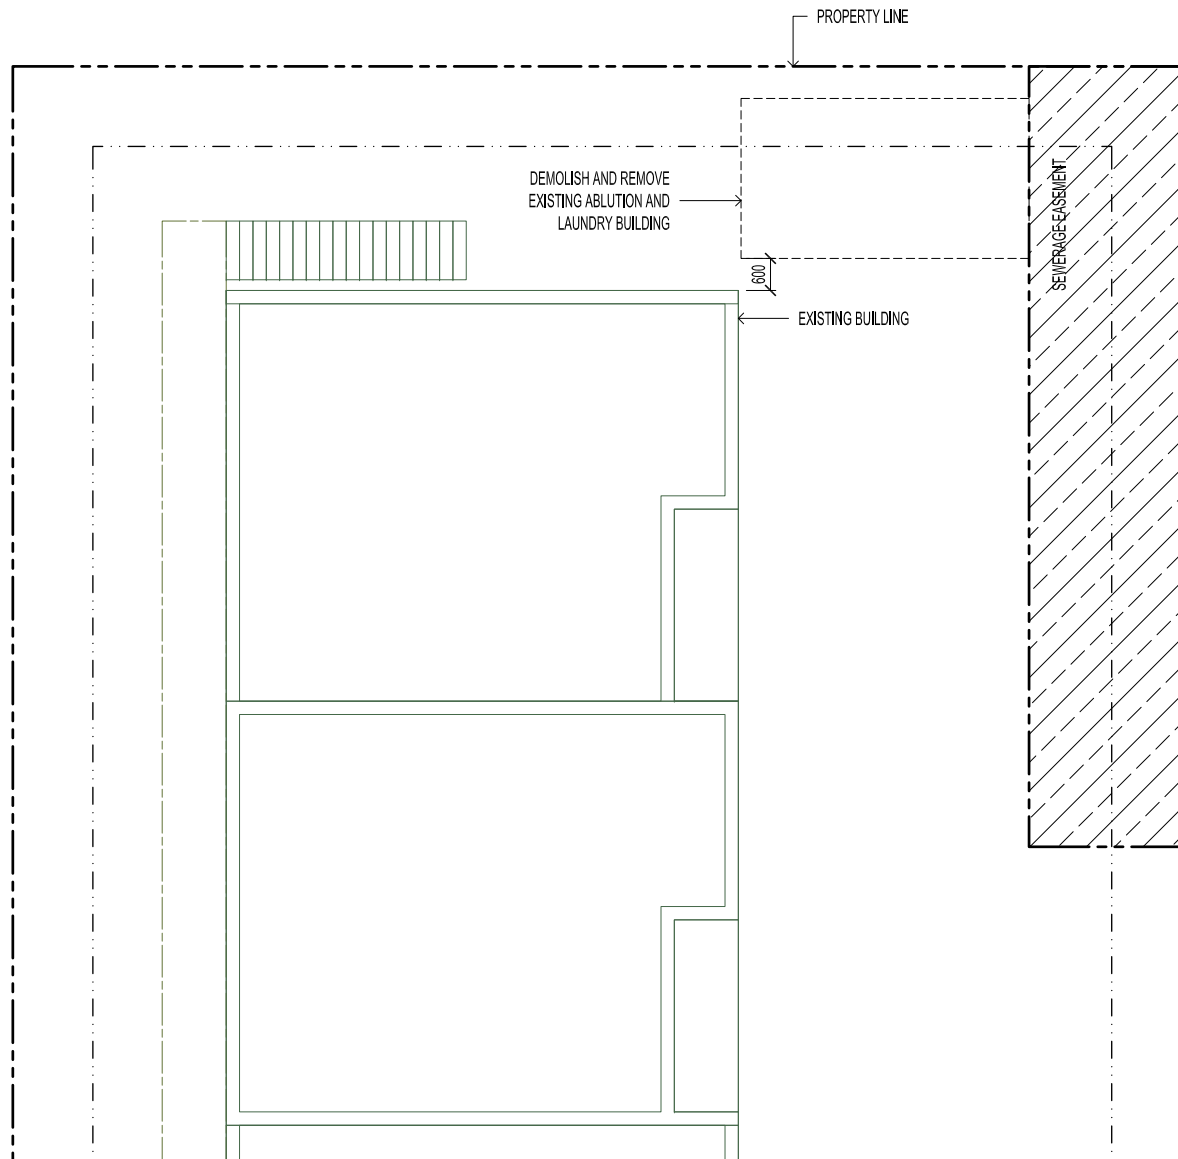 PROPERTY LINE
DEMOLISH AND REMOVE
EXISTING ABLUTION AND
LAUNDRY BUILDING
SEWERAGE EASEMENT
600
EXISTING BUILDING